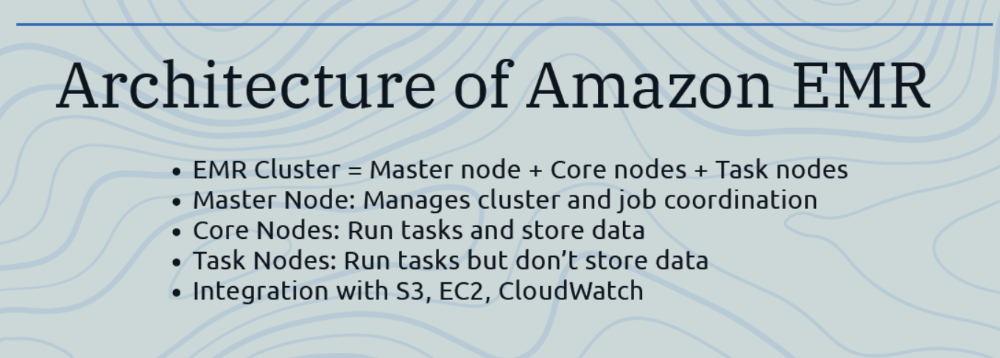 Architecture of Amazon EMR
• EMR Cluster = Master node + Core nodes + Task nodes
• Master Node: Manages cluster and job coordination
• Core Nodes: Run tasks and store data
• Task Nodes: Run tasks but don’t store data
• Integration with S3, EC2, CloudWatch